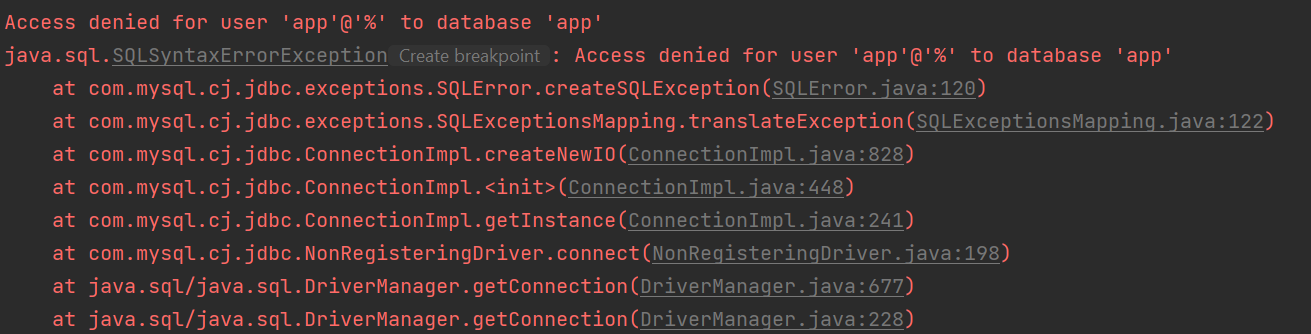 Access denied for user 'app'@'%' to database 'app'
java.sql.SQLSyntaxErrorException Create breakpoint : Access denied for user 'app'@'%' to database 'app'
    at com.mysql.cj.jdbc.exceptions.SQLError.createSQLException(SQLError.java:120)
    at com.mysql.cj.jdbc.exceptions.SQLExceptionsMapping.translateException(SQLExceptionsMapping.java:122)
    at com.mysql.cj.jdbc.ConnectionImpl.createNewIO(ConnectionImpl.java:828)
    at com.mysql.cj.jdbc.ConnectionImpl.<init>(ConnectionImpl.java:448)
    at com.mysql.cj.jdbc.ConnectionImpl.getInstance(ConnectionImpl.java:241)
    at com.mysql.cj.jdbc.NonRegisteringDriver.connect(NonRegisteringDriver.java:198)
    at java.sql/java.sql.DriverManager.getConnection(DriverManager.java:677)
    at java.sql/java.sql.DriverManager.getConnection(DriverManager.java:228)